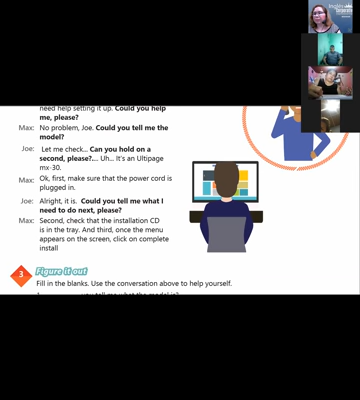 need help setting it up. Could you help
me, please?
Max: No problem, Joe. Could you tell me the
model?
Joe: Let me check... Can you hold on a
second, please?.... Uh... It's an Ultipage
mx-30.
Max: Ok, first, make sure that the power cord is
plugged in.
Joe: Alright, it is. Could you tell me what I
need to do next, please?
Max: Second, check that the installation CD
is in the tray. And third, once the menu
appears on the screen, click on complete
install
3 Figure it out
Fill in the blanks. Use the conversation above to help yourself.